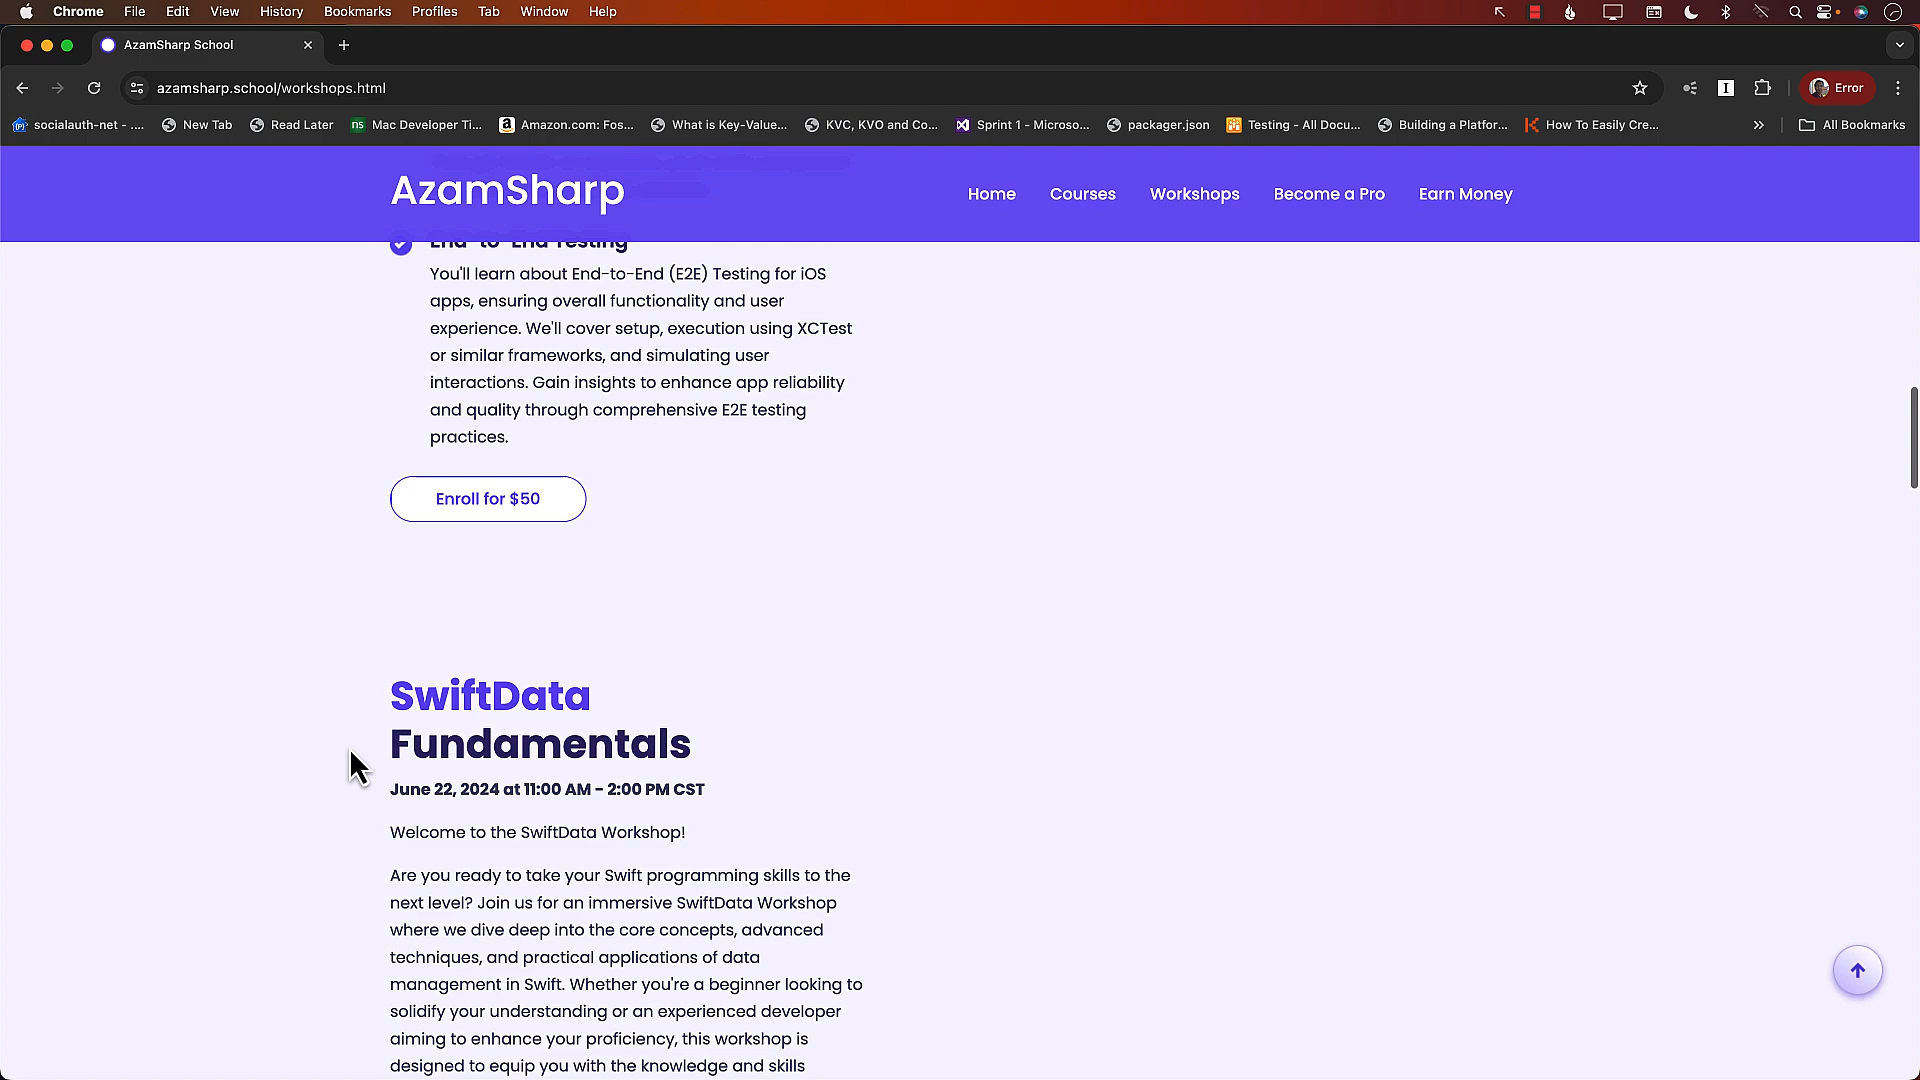 Chrome File Edit View History Bookmarks Profiles Tab Window Help
AzamSharp School
azamsharp.school/workshops.html
Error
socialauth-net - .... New Tab Read Later Mac Developer Ti... Amazon.com: Fos... What is Key-Value... KVC, KVO and Co... Sprint 1 - Microso... packager.json Testing - All Docu... Building a Platfor... How To Easily Cre... » All Bookmarks
AzamSharp
Home Courses Workshops Become a Pro Earn Money
End-to-End Testing
You'll learn about End-to-End (E2E) Testing for iOS
apps, ensuring overall functionality and user
experience. We'll cover setup, execution using XCTest
or similar frameworks, and simulating user
interactions. Gain insights to enhance app reliability
and quality through comprehensive E2E testing
practices.
Enroll for $50
SwiftData
Fundamentals
June 22, 2024 at 11:00 AM - 2:00 PM CST
Welcome to the SwiftData Workshop!
Are you ready to take your Swift programming skills to the
next level? Join us for an immersive SwiftData Workshop
where we dive deep into the core concepts, advanced
techniques, and practical applications of data
management in Swift. Whether you're a beginner looking to
solidify your understanding or an experienced developer
aiming to enhance your proficiency, this workshop is
designed to equip you with the knowledge and skills